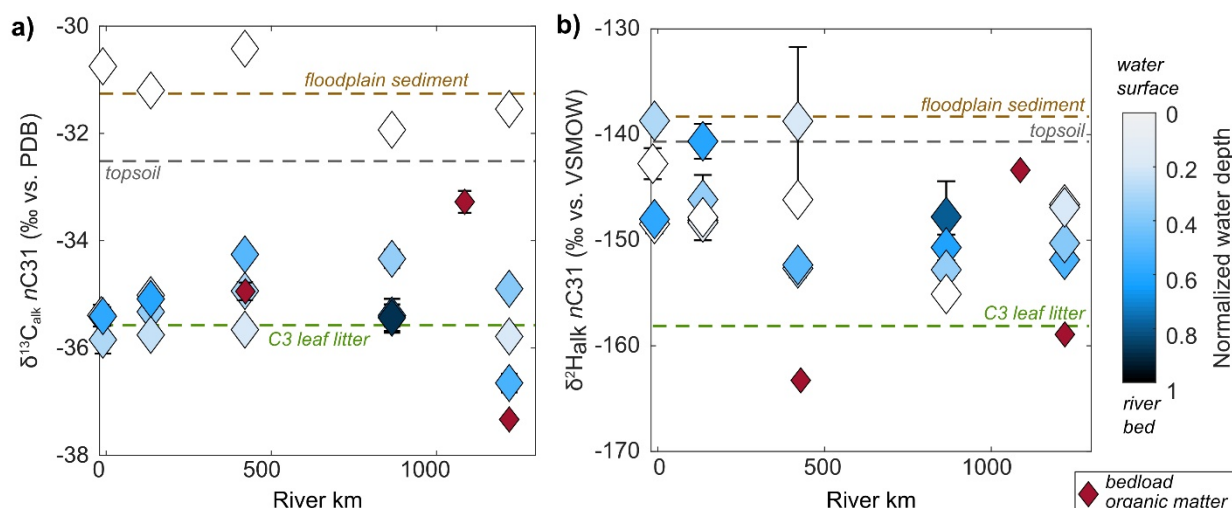 a)
-30
-32
-34
-36
-38
δ¹³Calk nC31 (‰ vs. PDB)
floodplain sediment
topsoil
C3 leaf litter
0
500
1000
River km
b)
-130
-140
-150
-160
-170
δ²Halk nC31 (‰ vs. VSMOW)
floodplain sediment
topsoil
C3 leaf litter
0
500
1000
River km
water
surface
0
0.2
0.4
0.6
0.8
1
Normalized water depth
river
bed
bedload
organic matter